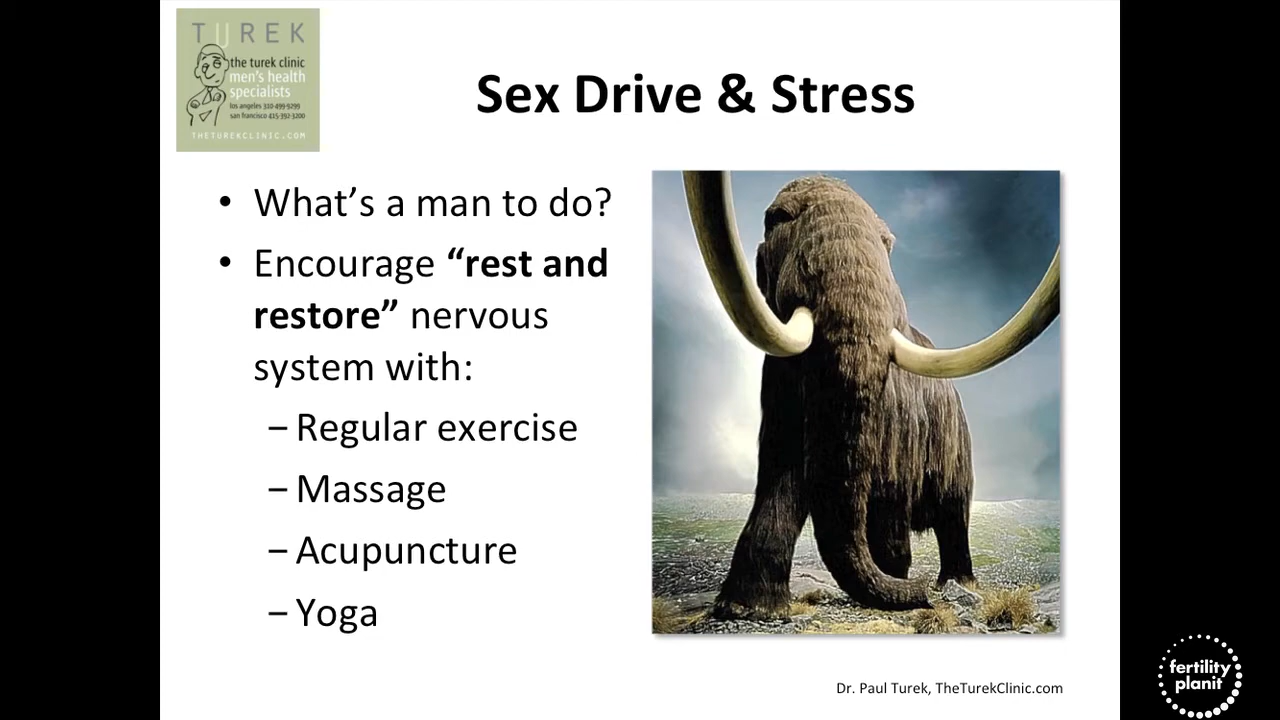 TUREK
the turek clinic
men's health
specialists
los angeles 310-499-9299
san francisco 415-392-3200
THETUREKCLINIC.COM
Sex Drive & Stress
• What’s a man to do?
• Encourage “rest and
restore” nervous
system with:
– Regular exercise
– Massage
– Acupuncture
– Yoga
Dr. Paul Turek, TheTurekClinic.com
fertility
planit